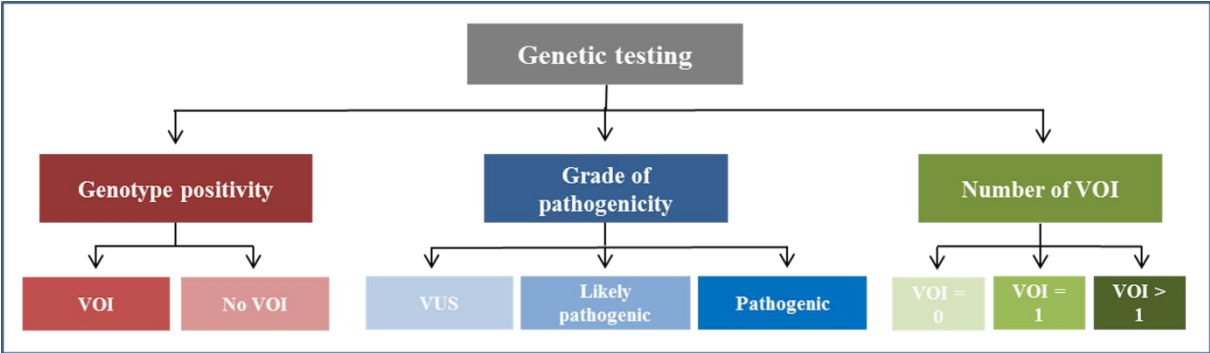 Genetic testing
Genotype positivity
Grade of
pathogenicity
Number of VOI
VOI
No VOI
VUS
Likely
pathogenic
Pathogenic
VOI =
0
VOI =
1
VOI >
1